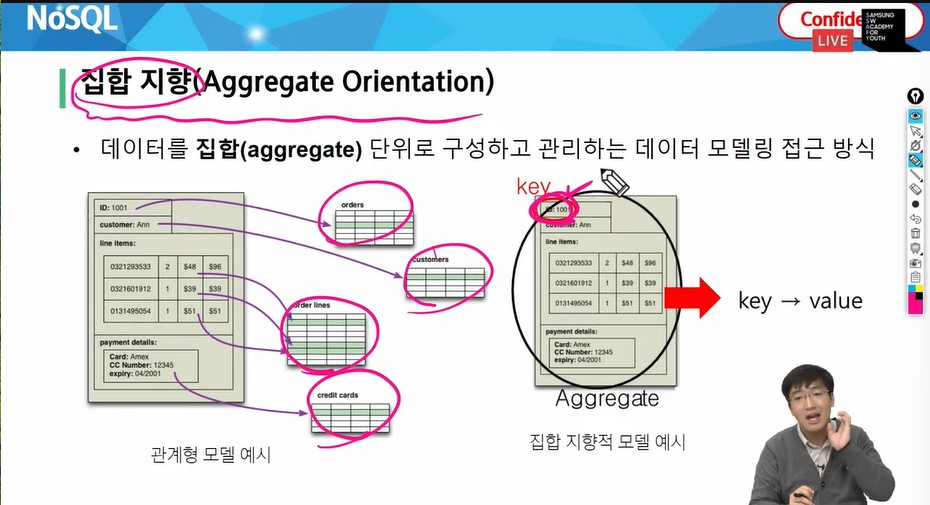 NoSQL
Confide
LIVE
SAMSUNG
SW
ACADEMY
FOR
YOUTH
집합 지향(Aggregate Orientation)
• 데이터를 집합(aggregate) 단위로 구성하고 관리하는 데이터 모델링 접근 방식
ID: 1001
customer: Ann
line items:
0321293533 2 $48 $96
0321601912 1 $39 $39
0131495054 1 $51 $51
payment details:
Card: Amex
CC Number: 12345
expiry: 04/2001
orders
customers
order lines
credit cards
관계형 모델 예시
key
ID: 1001
customer: Ann
line items:
0321293533 2 $48 $96
0321601912 1 $39 $39
0131495054 1 $51 $51
payment details:
Card: Amex
CC Number: 12345
expiry: 04/2001
Aggregate
집합 지향적 모델 예시
key → value